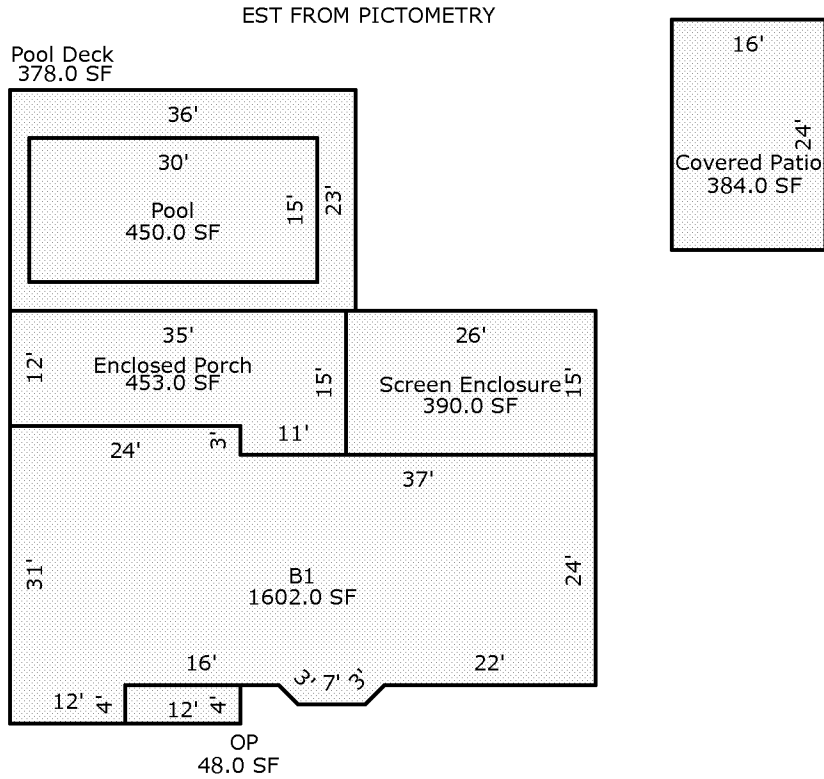 EST FROM PICTOMETRY
Pool Deck
378.0 SF
36'
30'
Pool
450.0 SF
15'
23'
16'
24'
Covered Patio
384.0 SF
35'
12'
Enclosed Porch
453.0 SF
15'
11'
26'
Screen Enclosure
390.0 SF
15'
24'
3'
37'
31'
B1
1602.0 SF
24'
16'
3'
7'
3'
22'
12'
4'
12'
4'
OP
48.0 SF